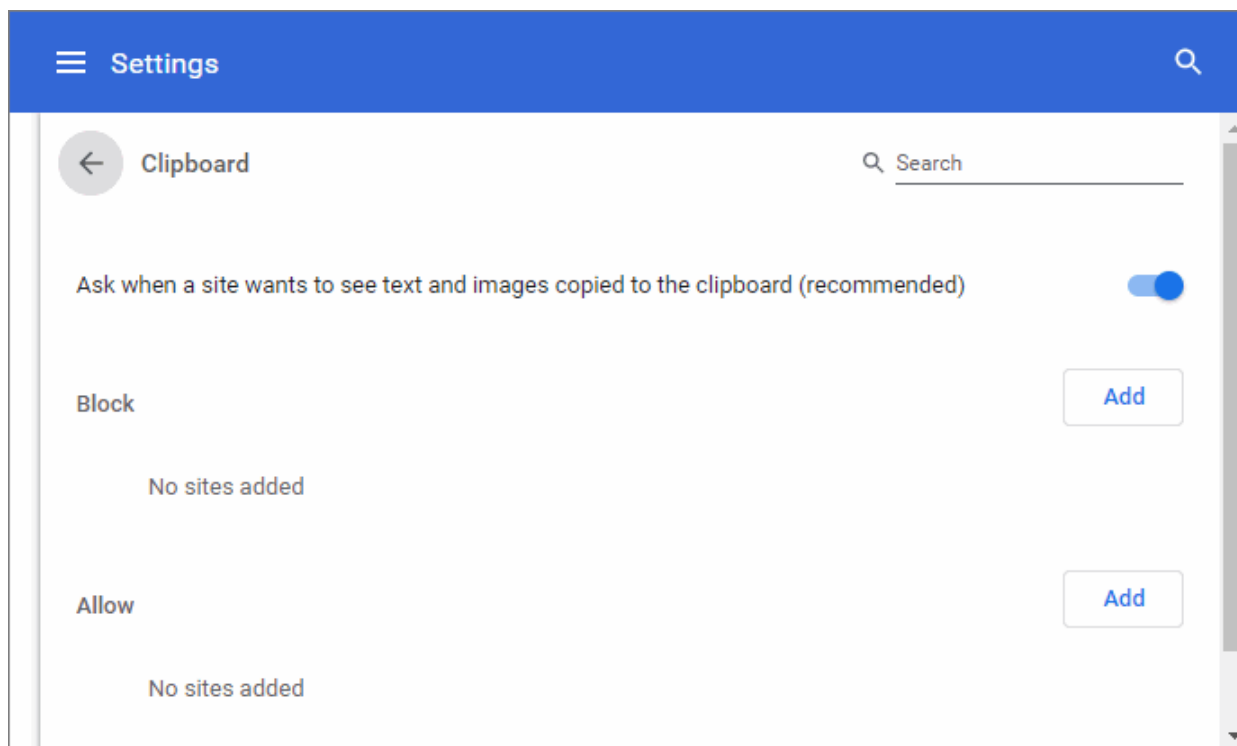 Settings
Clipboard
Search
Ask when a site wants to see text and images copied to the clipboard (recommended)
Block
Add
No sites added
Allow
Add
No sites added